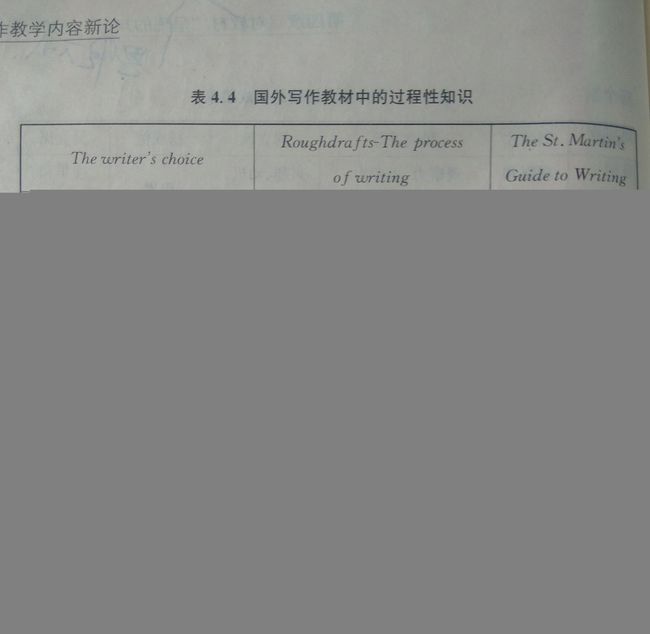 作教学内容新论
表 4.4 国外写作教材中的过程性知识
The writer's choice
Roughdrafts-The process
of writing
The St. Martin's
Guide to Writing